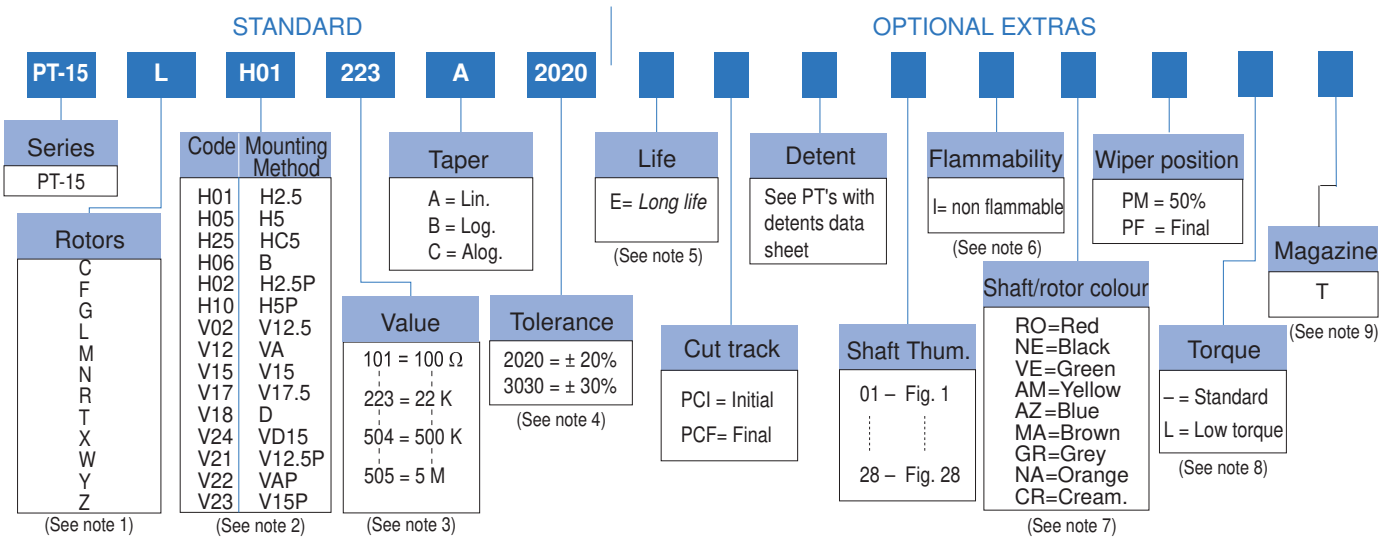 STANDARD
OPTIONAL EXTRAS
PT-15 L H01 223 A 2020
Series
PT-15
Rotors
C
F
G
L
M
N
R
T
X
W
Y
Z
(See note 1)
Code Mounting Method
H01 H2.5
H05 H5
H25 HC5
H06 B
H02 H2.5P
H10 H5P
V02 V12.5
V12 VA
V15 V15
V17 V17.5
V18 D
V24 VD15
V21 V12.5P
V22 VAP
V23 V15P
(See note 2)
Value
101 = 100 Ω
223 = 22 K
504 = 500 K
505 = 5 M
(See note 3)
Taper
A = Lin.
B = Log.
C = Alog.
Tolerance
2020 = ± 20%
3030 = ± 30%
(See note 4)
Life
E= Long life
(See note 5)
Cut track
PCI = Initial
PCF= Final
Detent
See PT's with
detents data
sheet
Shaft Thum.
01 – Fig. 1
28 – Fig. 28
Flammability
I= non flammable
(See note 6)
Shaft/rotor colour
RO=Red
NE=Black
VE=Green
AM=Yellow
AZ=Blue
MA=Brown
GR=Grey
NA=Orange
CR=Cream.
(See note 7)
Wiper position
PM = 50%
PF = Final
Torque
– = Standard
L = Low torque
(See note 8)
Magazine
T
(See note 9)